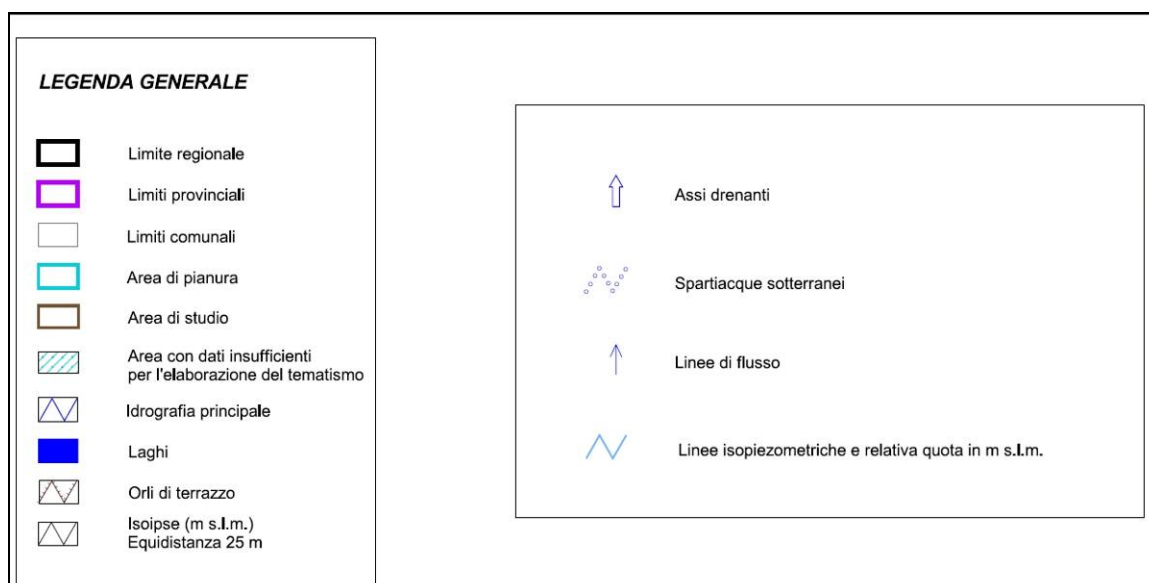 LEGENDA GENERALE
Limite regionale
Limiti provinciali
Limiti comunali
Area di pianura
Area di studio
Area con dati insufficienti
per l'elaborazione del tematismo
Idrografia principale
Laghi
Orli di terrazzo
Isoipse (m s.l.m.)
Equidistanza 25 m
Assi drenanti
Spartiacque sotterranei
Linee di flusso
Linee isopiezometriche e relativa quota in m s.l.m.